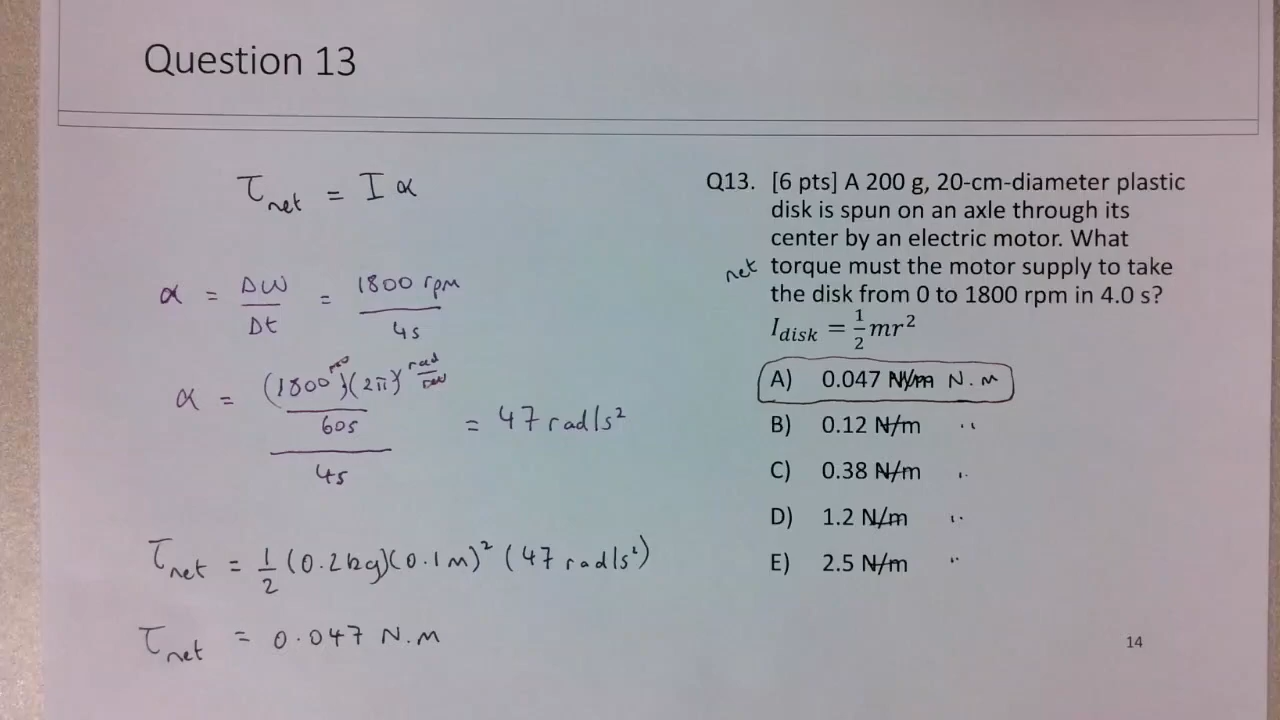 Question 13
τnet = I α
α = Δω/Δt = 1800 rpm/4s
α = (1800)(2π) rad/60s/4s = 47 rad/s²
τnet = 1/2 (0.2kg)(0.1m)² (47 rad/s²)
τnet = 0.047 N.m
Q13. [6 pts] A 200 g, 20-cm-diameter plastic
disk is spun on an axle through its
center by an electric motor. What
net torque must the motor supply to take
the disk from 0 to 1800 rpm in 4.0 s?
Idisk = 1/2 mr²
A) 0.047 N/m N.m
B) 0.12 N/m "
C) 0.38 N/m "
D) 1.2 N/m "
E) 2.5 N/m "
14